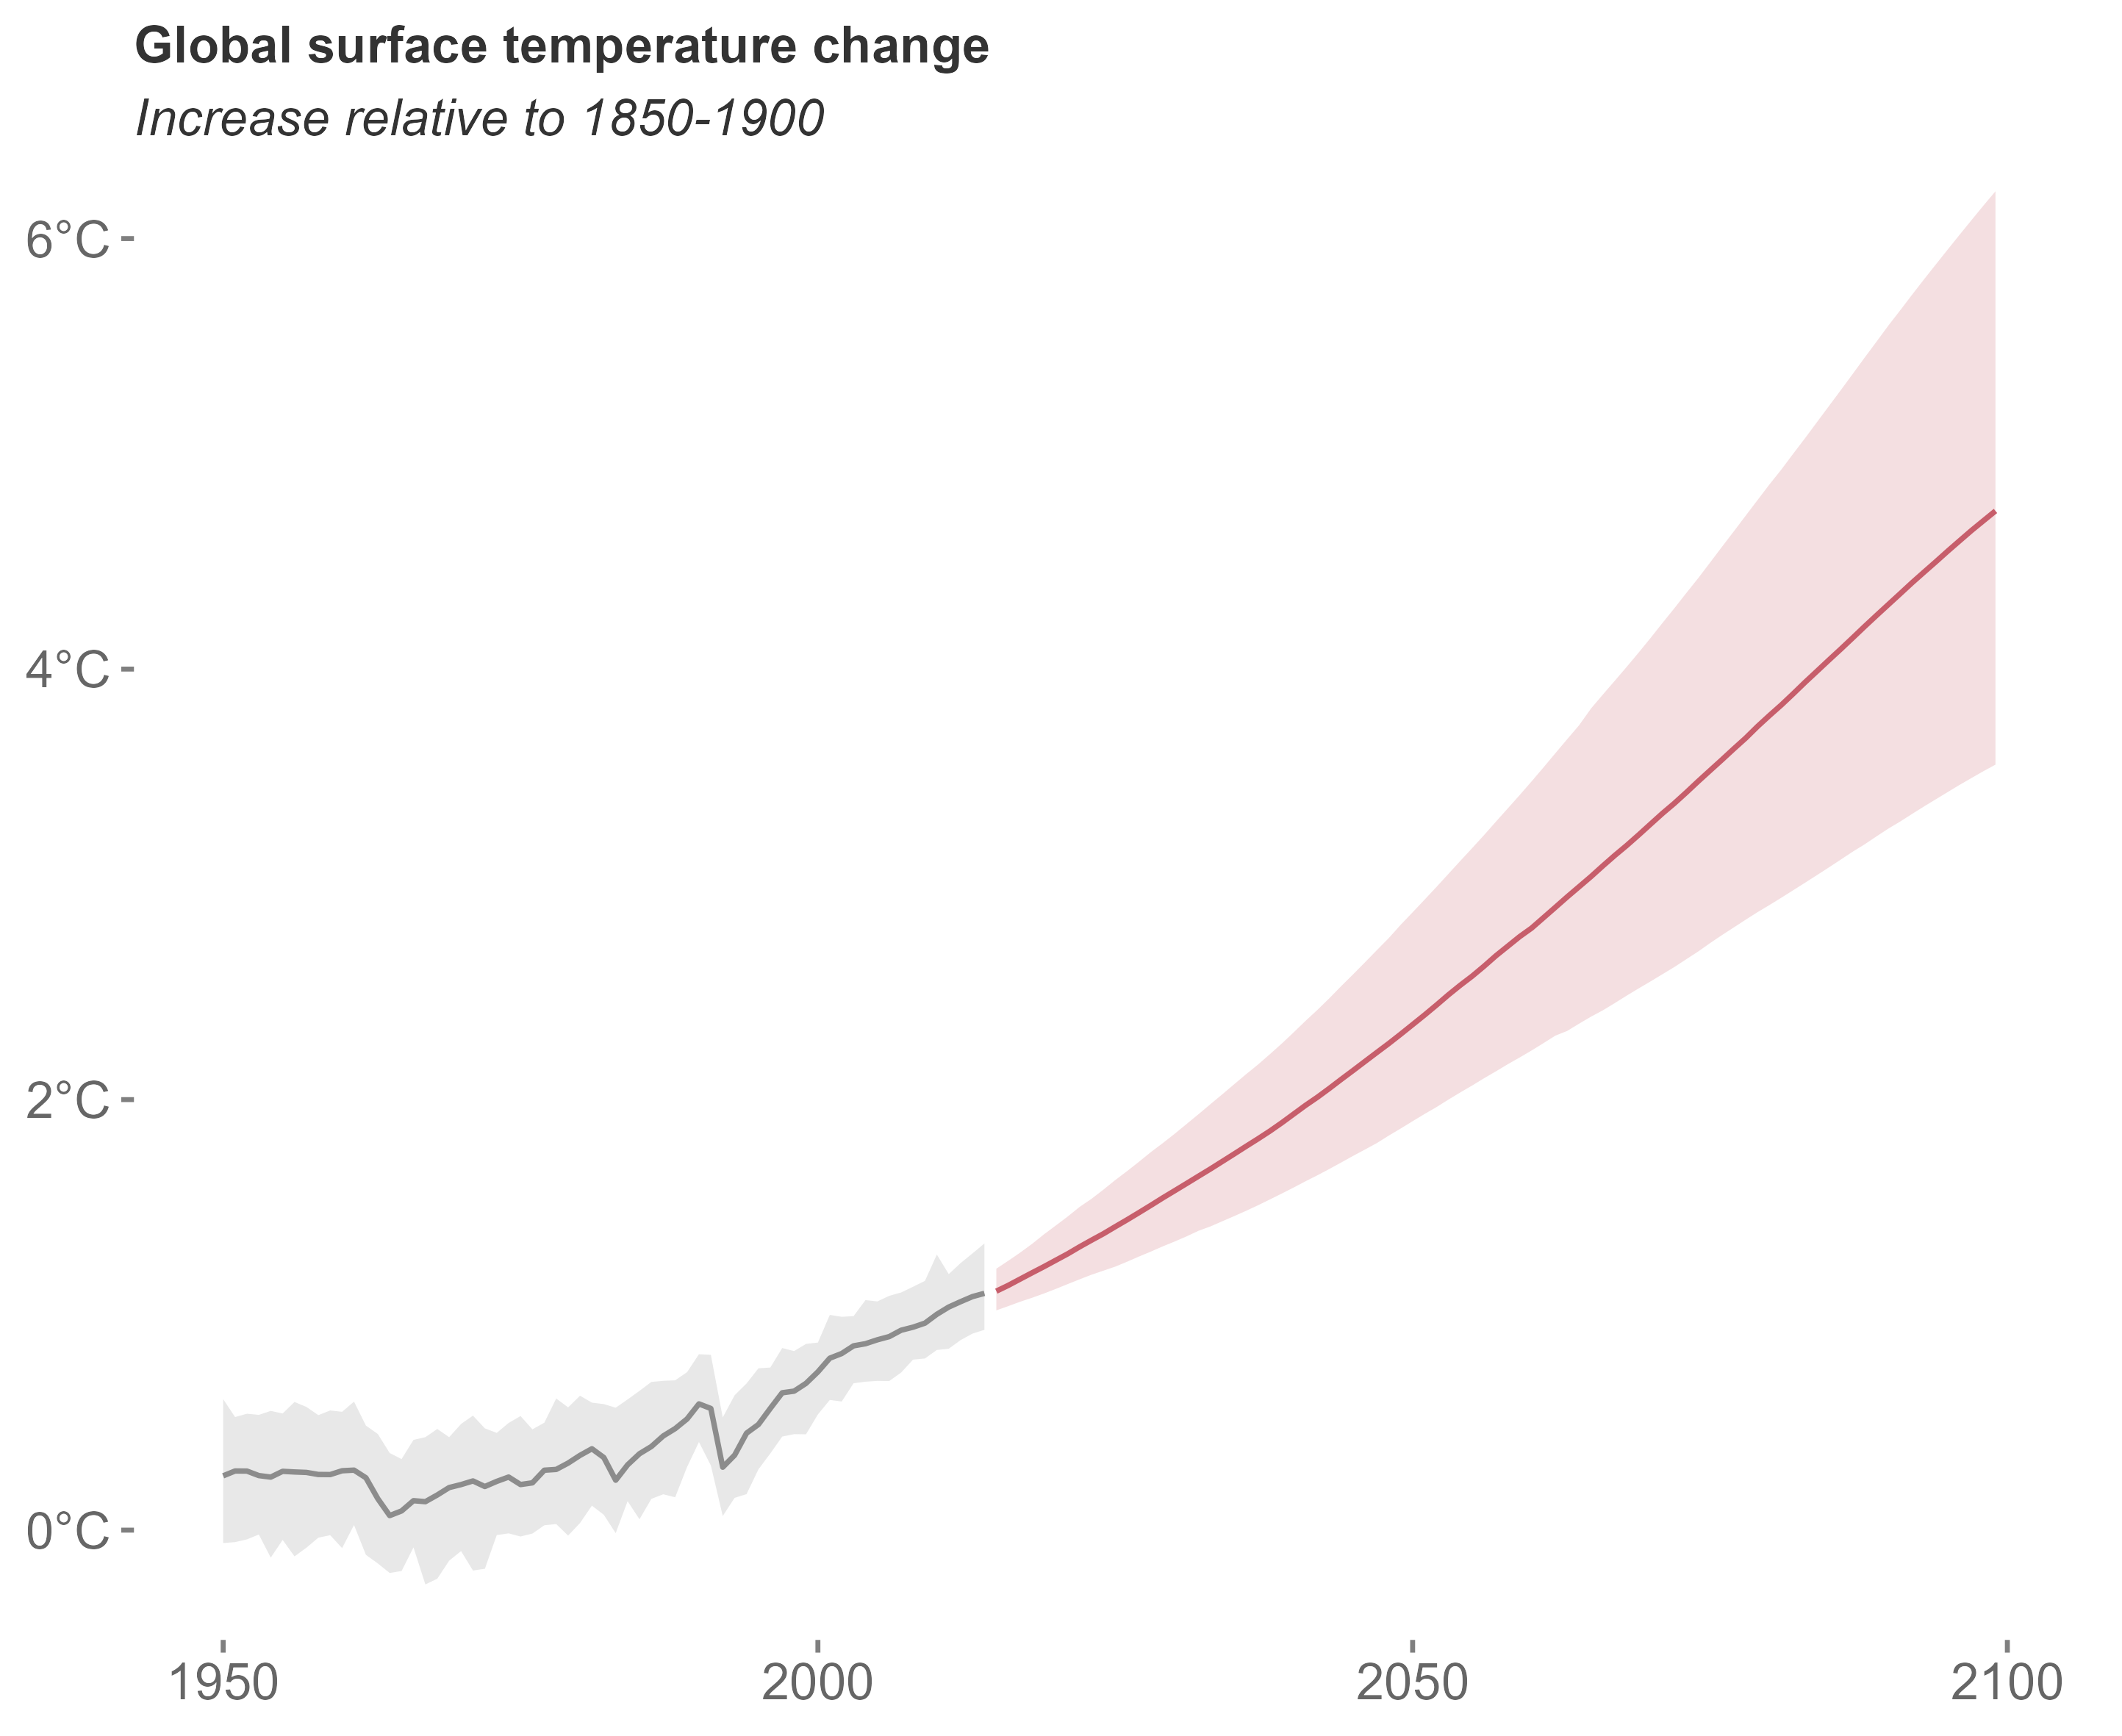 Global surface temperature change
Increase relative to 1850-1900
6°C
4°C
2°C
0°C
1950 2000 2050 2100